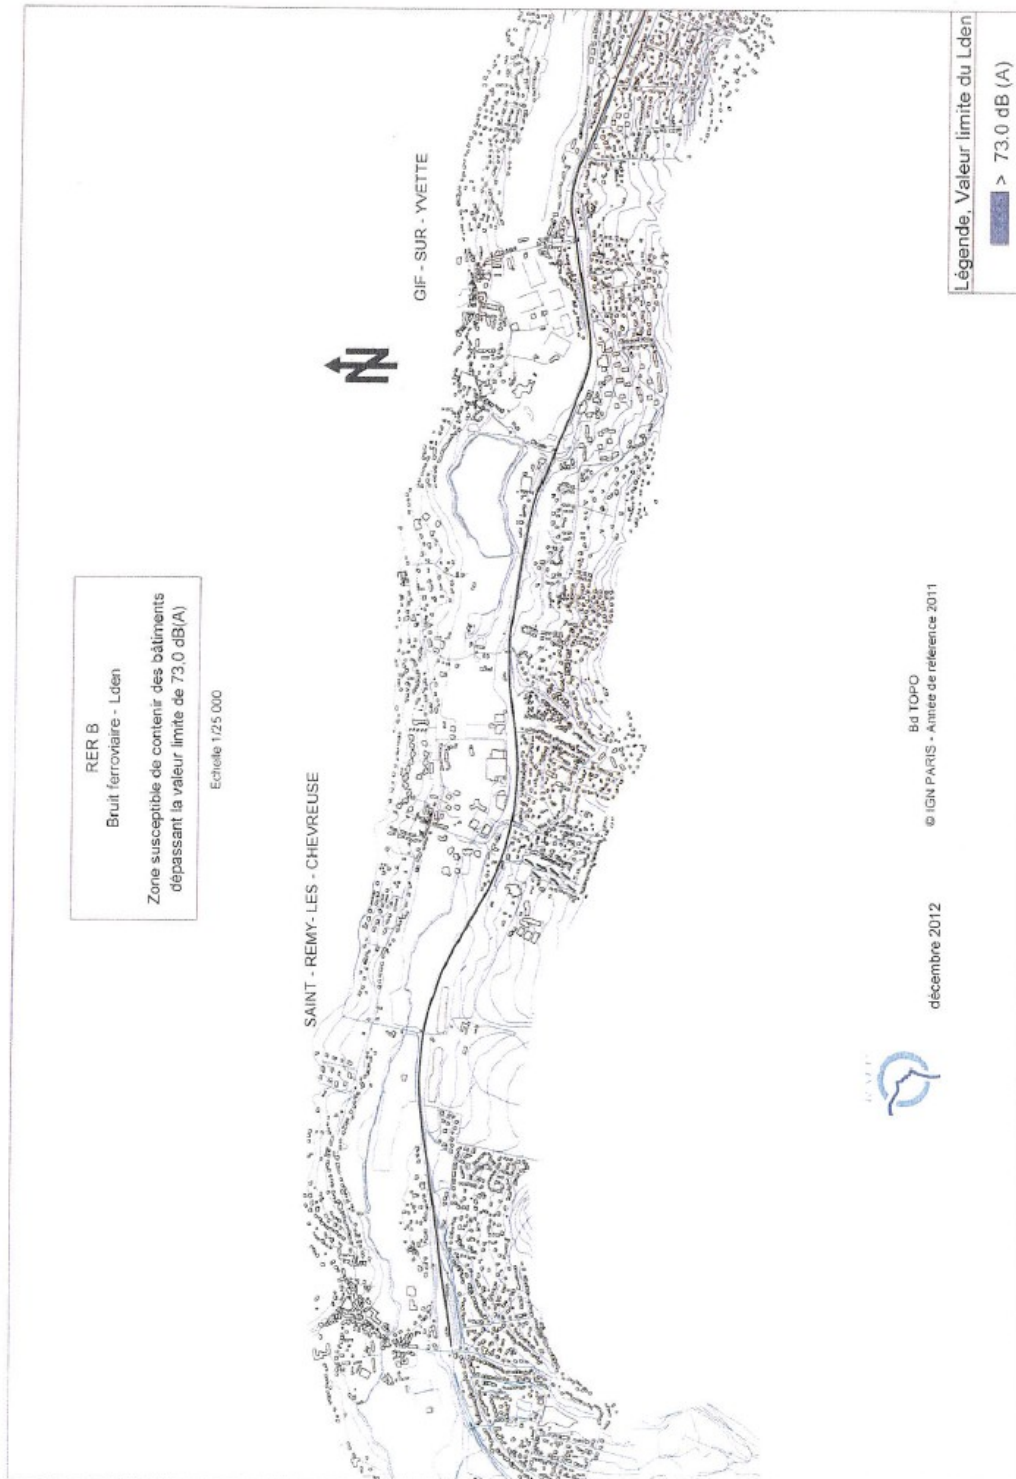 RER B
Bruit ferroviaire - Lden
Zone susceptible de contenir des bâtiments
dépassant la valeur limite de 73,0 dB(A)
Echelle 1/25 000
SAINT - REMY - LES - CHEVREUSE
GIF - SUR - YVETTE
N
décembre 2012
Bd TOPO
© IGN PARIS - Année de référence 2011
Légende, Valeur limite du Lden
> 73.0 dB (A)